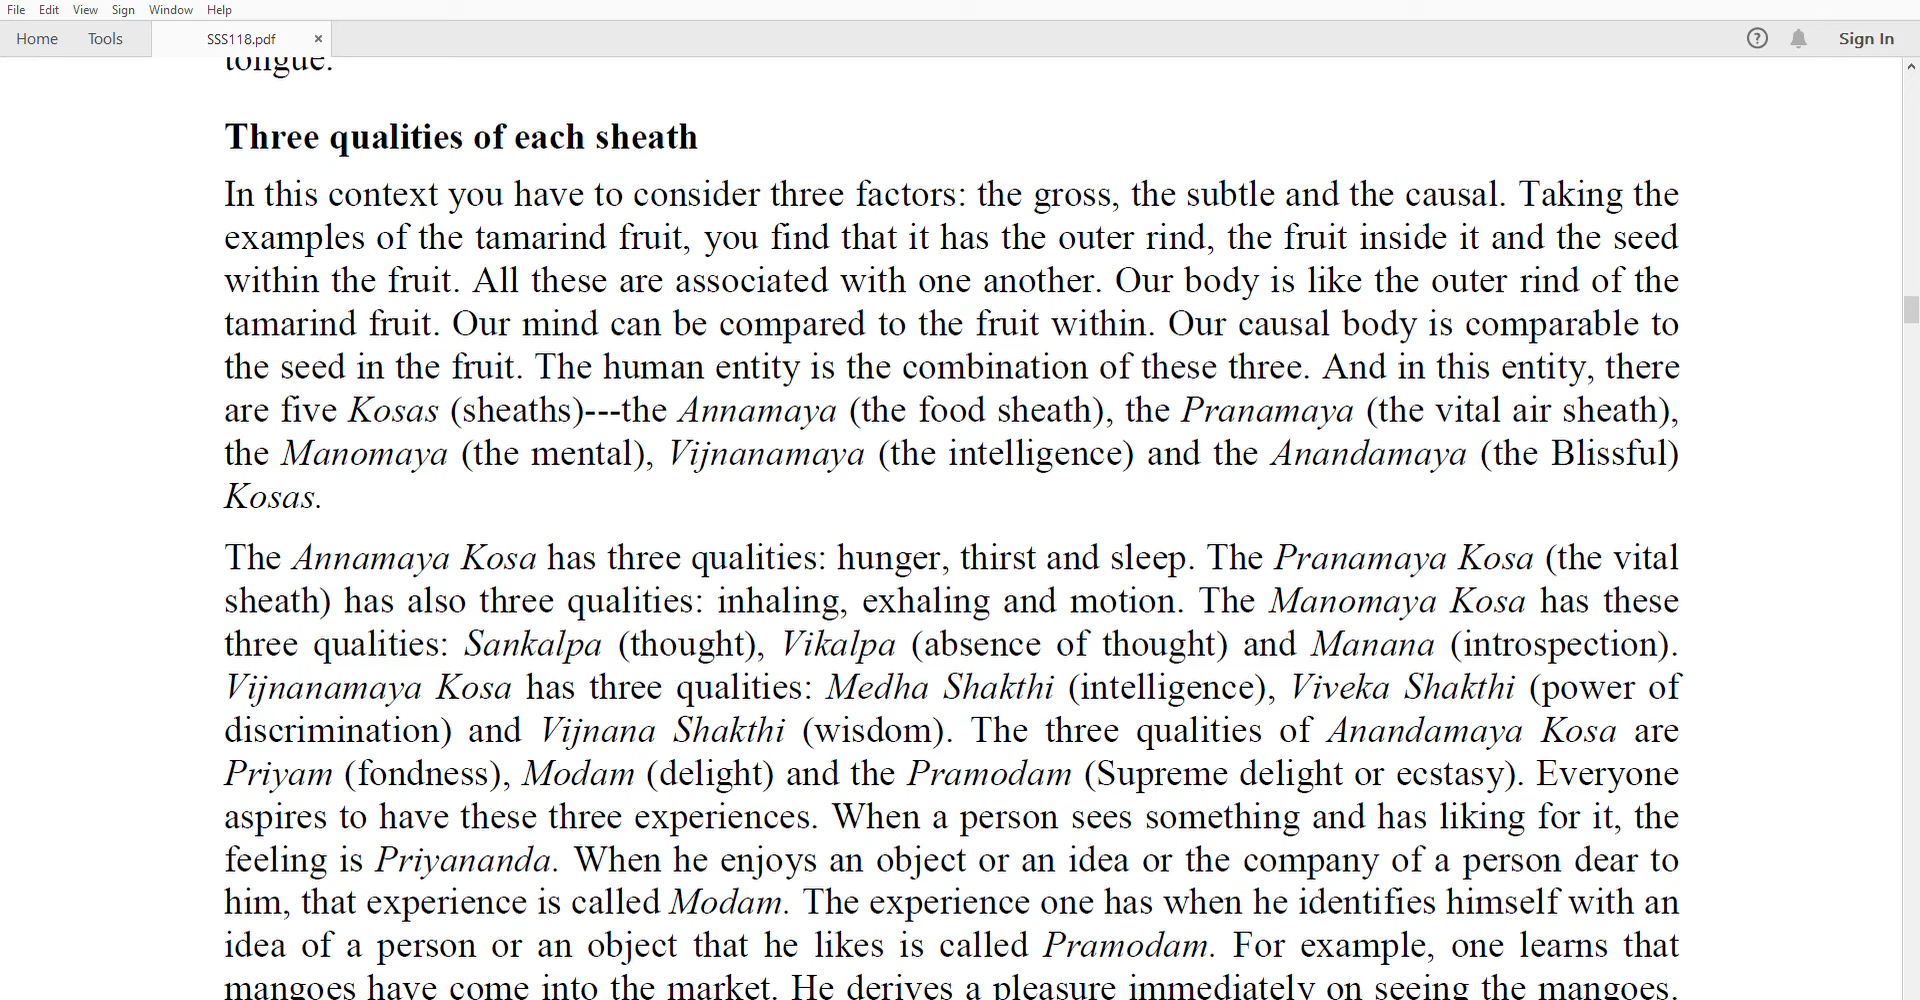 File Edit View Sign Window Help
Home Tools SSS118.pdf × ? Sign In
tongue.
Three qualities of each sheath
In this context you have to consider three factors: the gross, the subtle and the causal. Taking the
examples of the tamarind fruit, you find that it has the outer rind, the fruit inside it and the seed
within the fruit. All these are associated with one another. Our body is like the outer rind of the
tamarind fruit. Our mind can be compared to the fruit within. Our causal body is comparable to
the seed in the fruit. The human entity is the combination of these three. And in this entity, there
are five Kosas (sheaths)---the Annamaya (the food sheath), the Pranamaya (the vital air sheath),
the Manomaya (the mental), Vijnanamaya (the intelligence) and the Anandamaya (the Blissful)
Kosas.
The Annamaya Kosa has three qualities: hunger, thirst and sleep. The Pranamaya Kosa (the vital
sheath) has also three qualities: inhaling, exhaling and motion. The Manomaya Kosa has these
three qualities: Sankalpa (thought), Vikalpa (absence of thought) and Manana (introspection).
Vijnanamaya Kosa has three qualities: Medha Shakthi (intelligence), Viveka Shakthi (power of
discrimination) and Vijnana Shakthi (wisdom). The three qualities of Anandamaya Kosa are
Priyam (fondness), Modam (delight) and the Pramodam (Supreme delight or ecstasy). Everyone
aspires to have these three experiences. When a person sees something and has liking for it, the
feeling is Priyananda. When he enjoys an object or an idea or the company of a person dear to
him, that experience is called Modam. The experience one has when he identifies himself with an
idea of a person or an object that he likes is called Pramodam. For example, one learns that
mangoes have come into the market. He derives a pleasure immediately on seeing the mangoes.